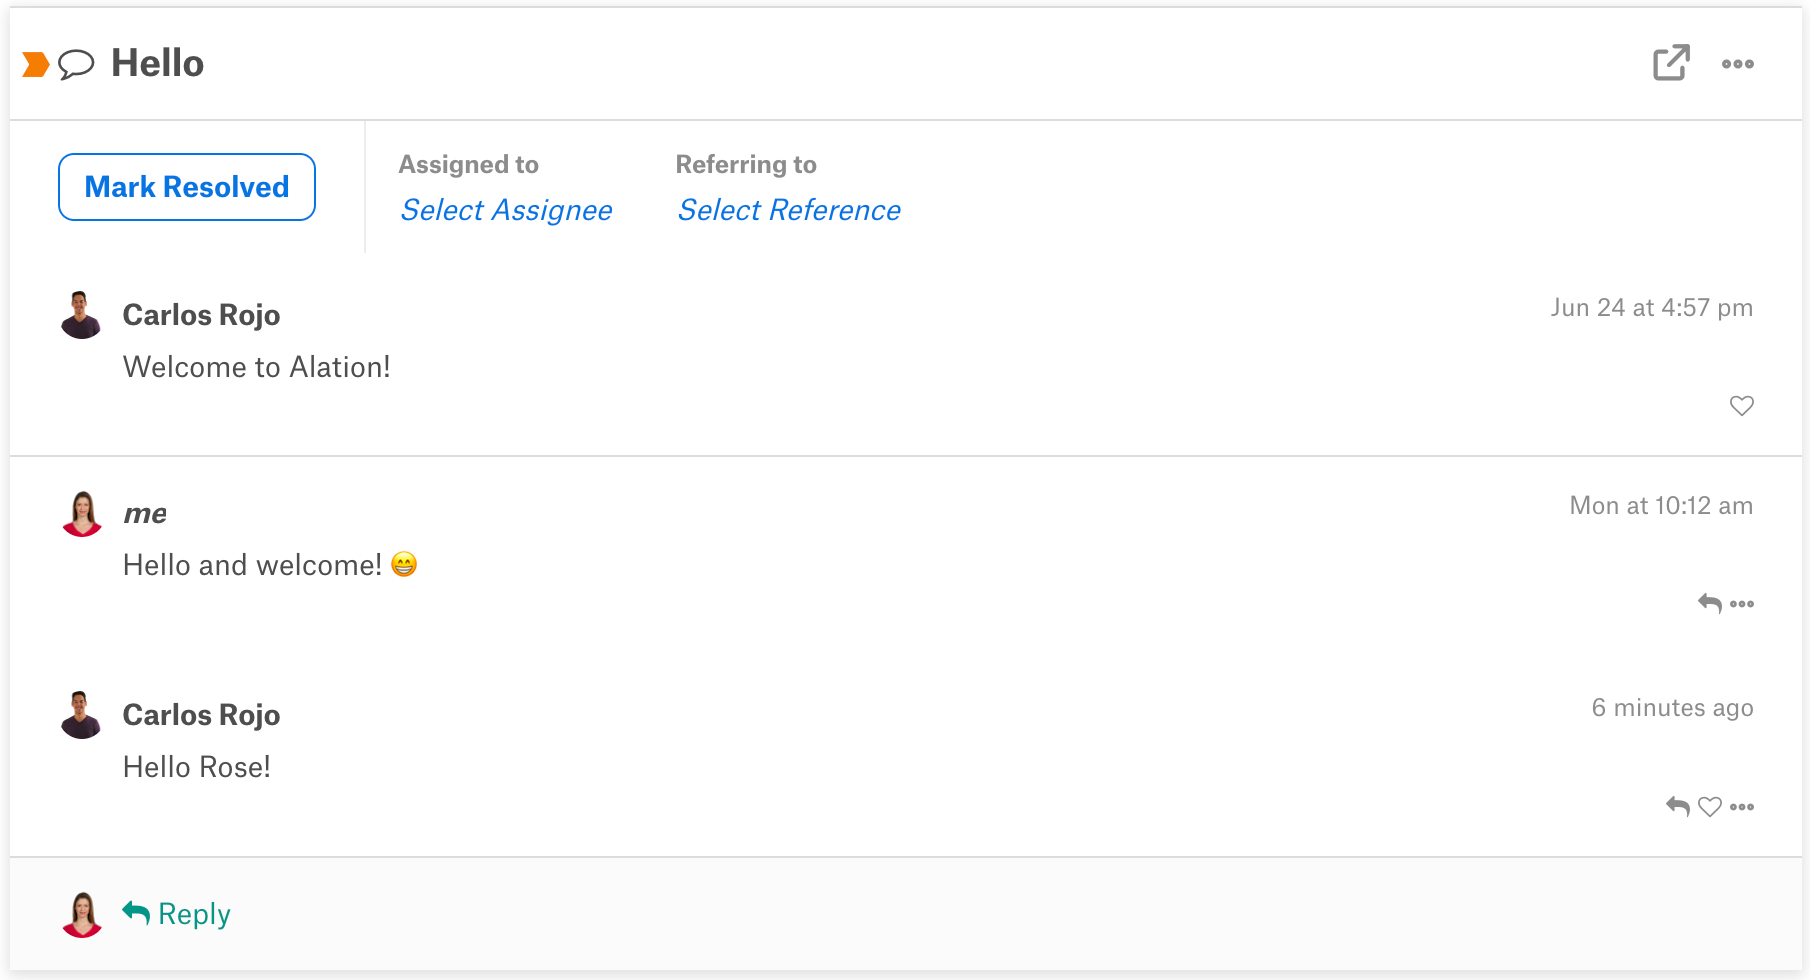 Hello
Mark Resolved
Assigned to
Select Assignee
Referring to
Select Reference
Carlos Rojo
Jun 24 at 4:57 pm
Welcome to Alation!
me
Mon at 10:12 am
Hello and welcome! 😁
Carlos Rojo
6 minutes ago
Hello Rose!
Reply